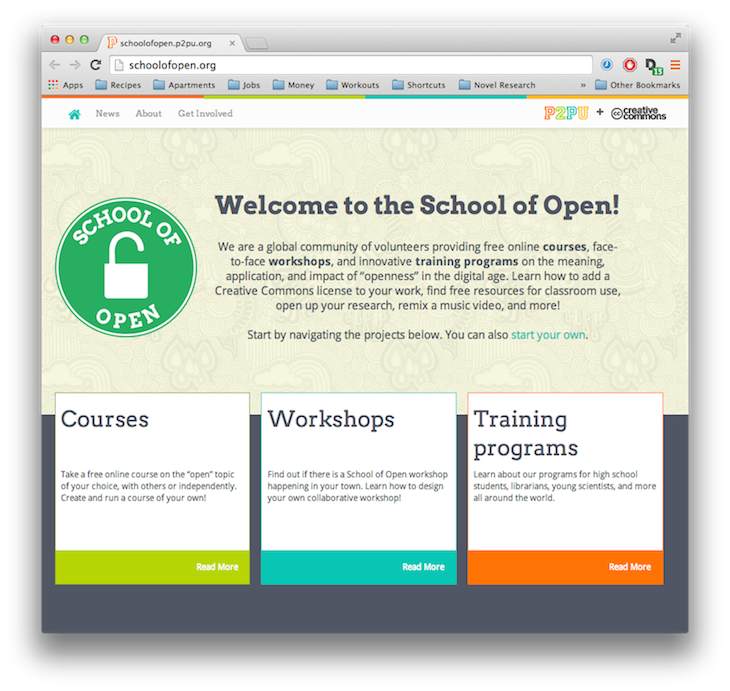 schoolofopen.p2pu.org
schoolofopen.org
Apps Recipes Apartments Jobs Money Workouts Shortcuts Novel Research » Other Bookmarks
13
News About Get Involved P2PU + cc creative commons
SCHOOL OF OPEN
Welcome to the School of Open!
We are a global community of volunteers providing free online courses, face-
to-face workshops, and innovative training programs on the meaning,
application, and impact of “openness” in the digital age. Learn how to add a
Creative Commons license to your work, find free resources for classroom use,
open up your research, remix a music video, and more!
Start by navigating the projects below. You can also start your own.
Courses
Take a free online course on the “open” topic
of your choice, with others or independently.
Create and run a course of your own!
Read More
Workshops
Find out if there is a School of Open workshop
happening in your town. Learn how to design
your own collaborative workshop!
Read More
Training
programs
Learn about our programs for high school
students, librarians, young scientists, and more
all around the world.
Read More